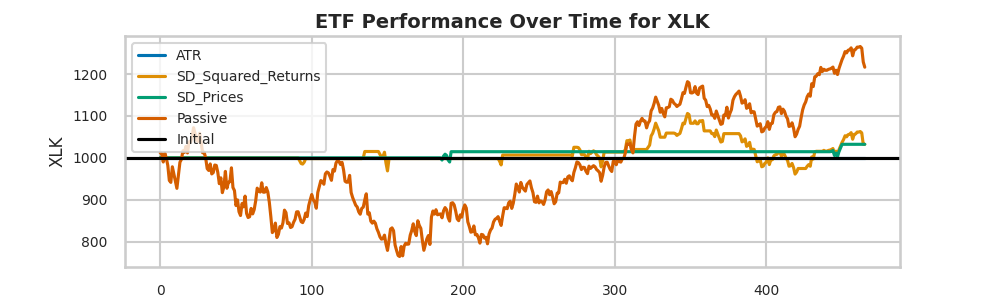 ETF Performance Over Time for XLK
XLK
1200
1100
1000
900
800
ATR
SD_Squared_Returns
SD_Prices
Passive
Initial
0
100
200
300
400